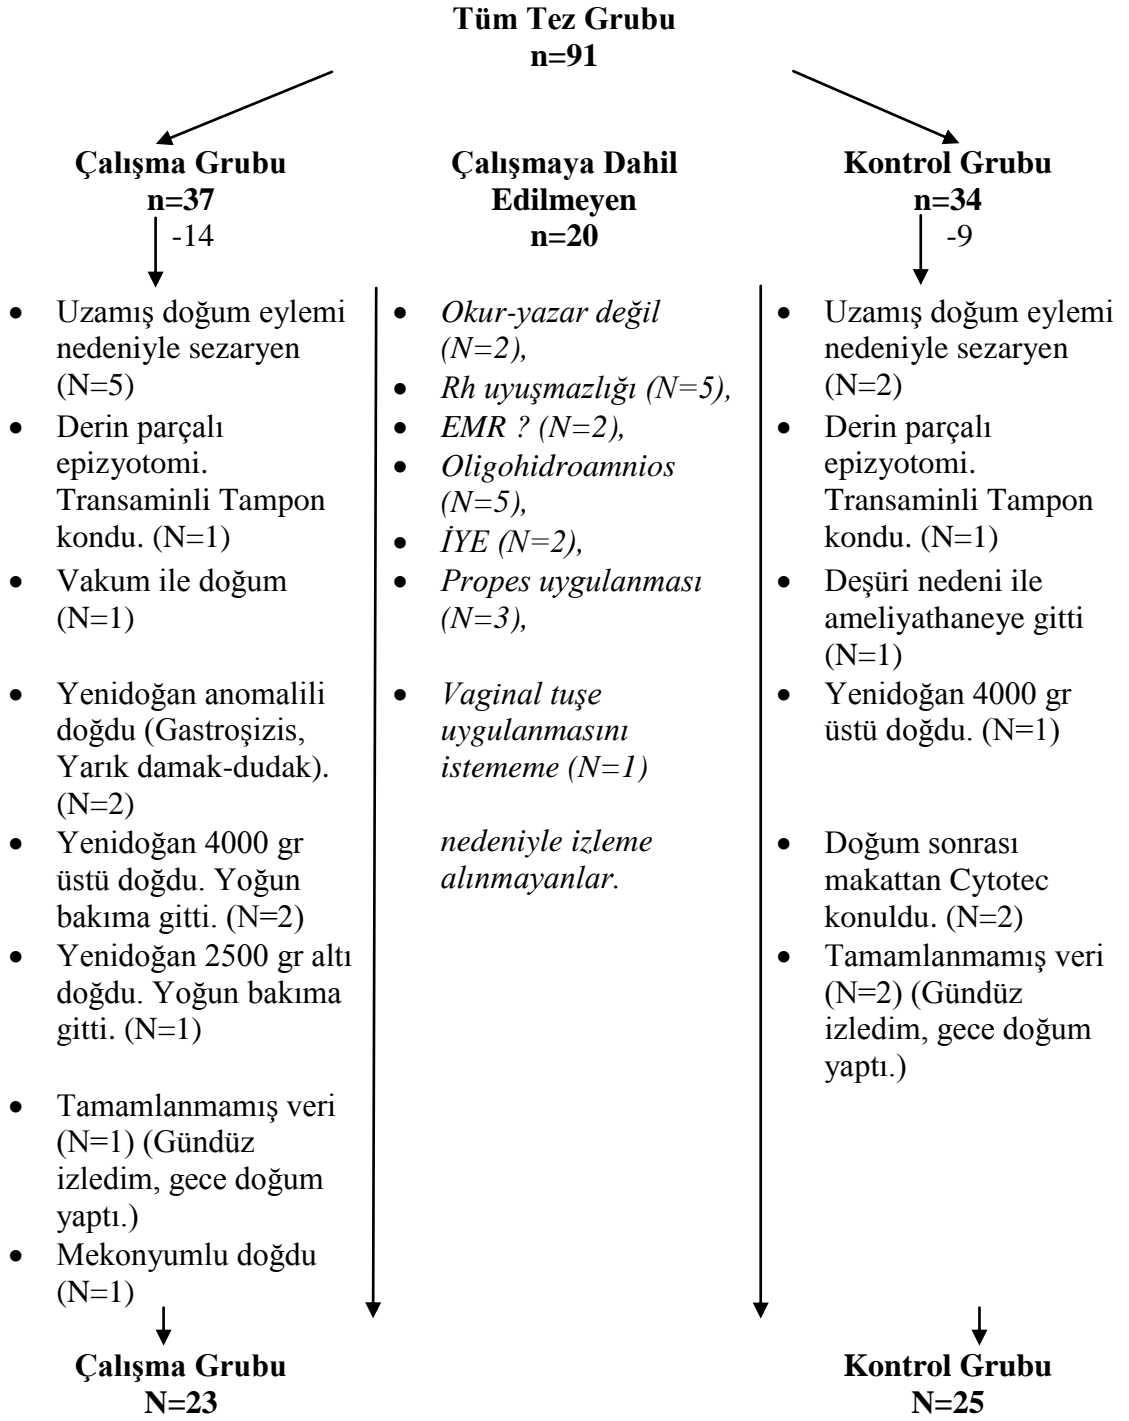 Tüm Tez Grubu
n=91
Çalışma Grubu
n=37
-14
• Uzamış doğum eylemi
nedeniyle sezaryen
(N=5)
• Derin parçalı
epizyotomi.
Transaminli Tampon
kondu. (N=1)
• Vakum ile doğum
(N=1)
• Yenidoğan anomalili
doğdu (Gastroşizis,
Yarık damak-dudak).
(N=2)
• Yenidoğan 4000 gr
üstü doğdu. Yoğun
bakıma gitti. (N=2)
• Yenidoğan 2500 gr altı
doğdu. Yoğun bakıma
gitti. (N=1)
• Tamamlanmamış veri
(N=1) (Gündüz
izledim, gece doğum
yaptı.)
• Mekonyumlu doğdu
(N=1)
Çalışma Grubu
N=23
Çalışmaya Dahil
Edilmeyen
n=20
• Okur-yazar değil
(N=2),
• Rh uyuşmazlığı (N=5),
• EMR ? (N=2),
• Oligohidroamnios
(N=5),
• İYE (N=2),
• Propes uygulanması
(N=3),
• Vaginal tuşe
uygulanmasını
istememe (N=1)
nedeniyle izleme
alınmayanlar.
Kontrol Grubu
n=34
-9
• Uzamış doğum eylemi
nedeniyle sezaryen
(N=2)
• Derin parçalı
epizyotomi.
Transaminli Tampon
kondu. (N=1)
• Deşüri nedeni ile
ameliyathaneye gitti
(N=1)
• Yenidoğan 4000 gr
üstü doğdu. (N=1)
• Doğum sonrası
makattan Cytotec
konuldu. (N=2)
• Tamamlanmamış veri
(N=2) (Gündüz
izledim, gece doğum
yaptı.)
Kontrol Grubu
N=25